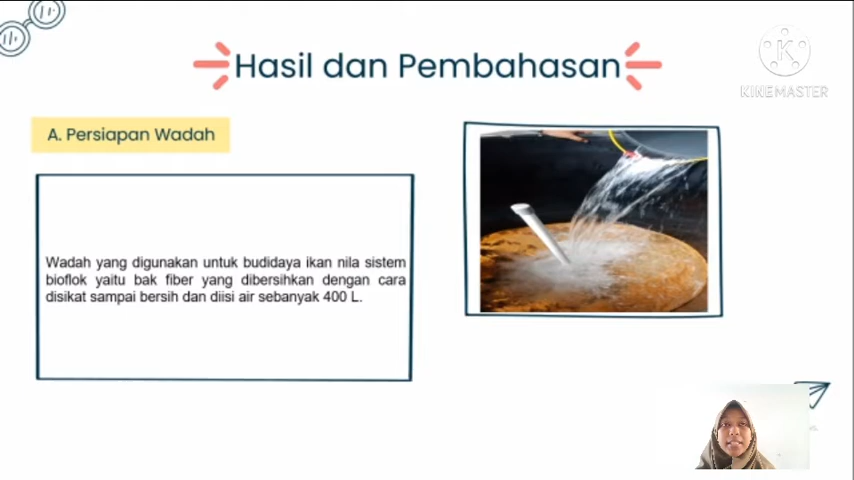 Hasil dan Pembahasan
KINEMASTER
A. Persiapan Wadah
Wadah yang digunakan untuk budidaya ikan nila sistem
bioflok yaitu bak fiber yang dibersihkan dengan cara
disikat sampai bersih dan diisi air sebanyak 400 L.